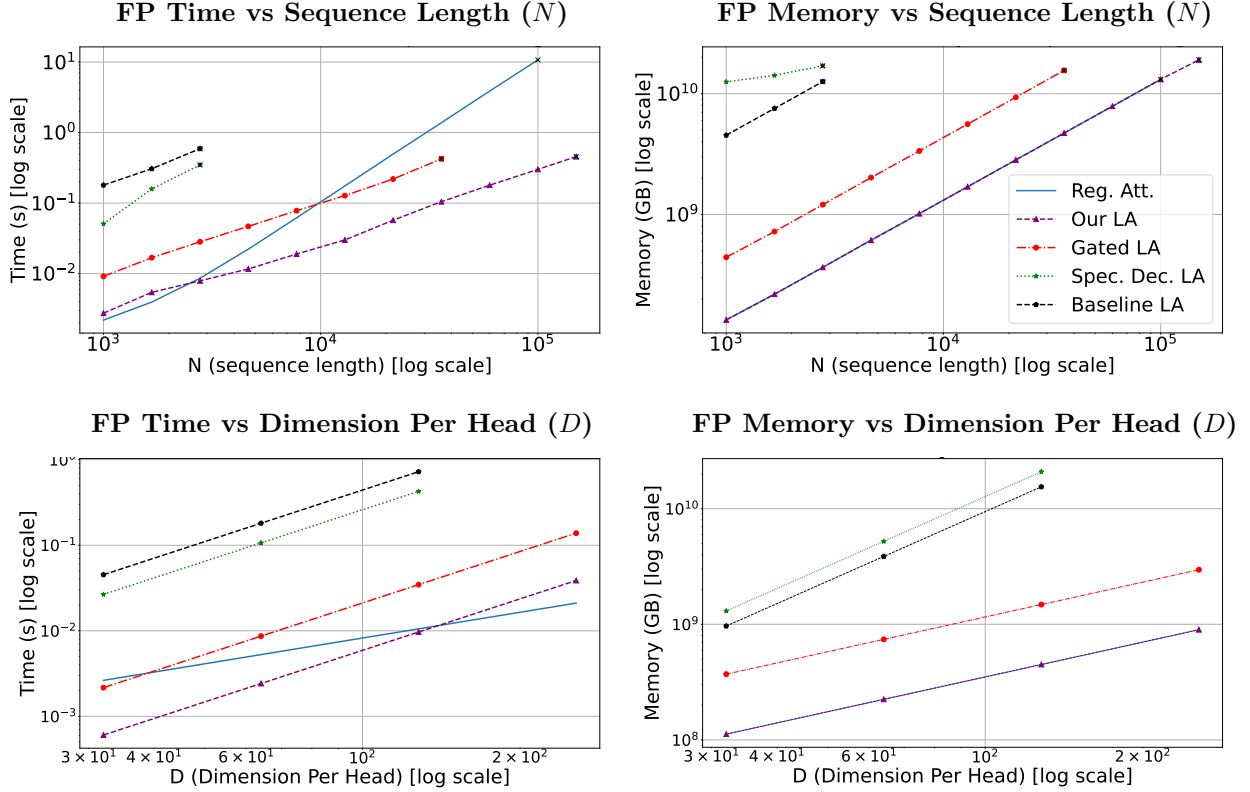 FP Time vs Sequence Length (N)
FP Memory vs Sequence Length (N)
10^1
10^0
10^-1
10^-2
Time (s) [log scale]
10^3
10^4
10^5
N (sequence length) [log scale]
10^10
10^9
Memory (GB) [log scale]
Reg. Att.
Our LA
Gated LA
Spec. Dec. LA
Baseline LA
10^3
10^4
10^5
N (sequence length) [log scale]
FP Time vs Dimension Per Head (D)
FP Memory vs Dimension Per Head (D)
10^0
10^-1
10^-2
10^-3
Time (s) [log scale]
3 × 10^1
4 × 10^1
6 × 10^1
10^2
2 × 10^2
D (Dimension Per Head) [log scale]
10^10
10^9
10^8
Memory (GB) [log scale]
3 × 10^1
4 × 10^1
6 × 10^1
10^2
2 × 10^2
D (Dimension Per Head) [log scale]